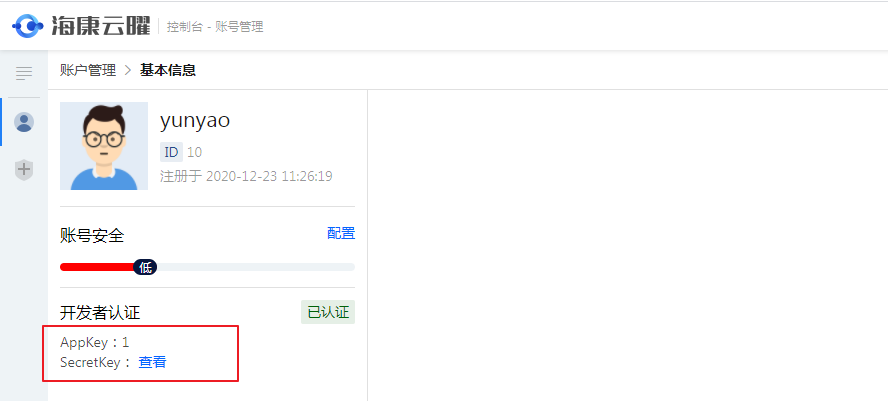 海康云曜 控制台 - 账号管理
账户管理 > 基本信息
yunyao
ID 10
注册于 2020-12-23 11:26:19
账号安全 配置
低
开发者认证 已认证
AppKey：1
SecretKey： 查看